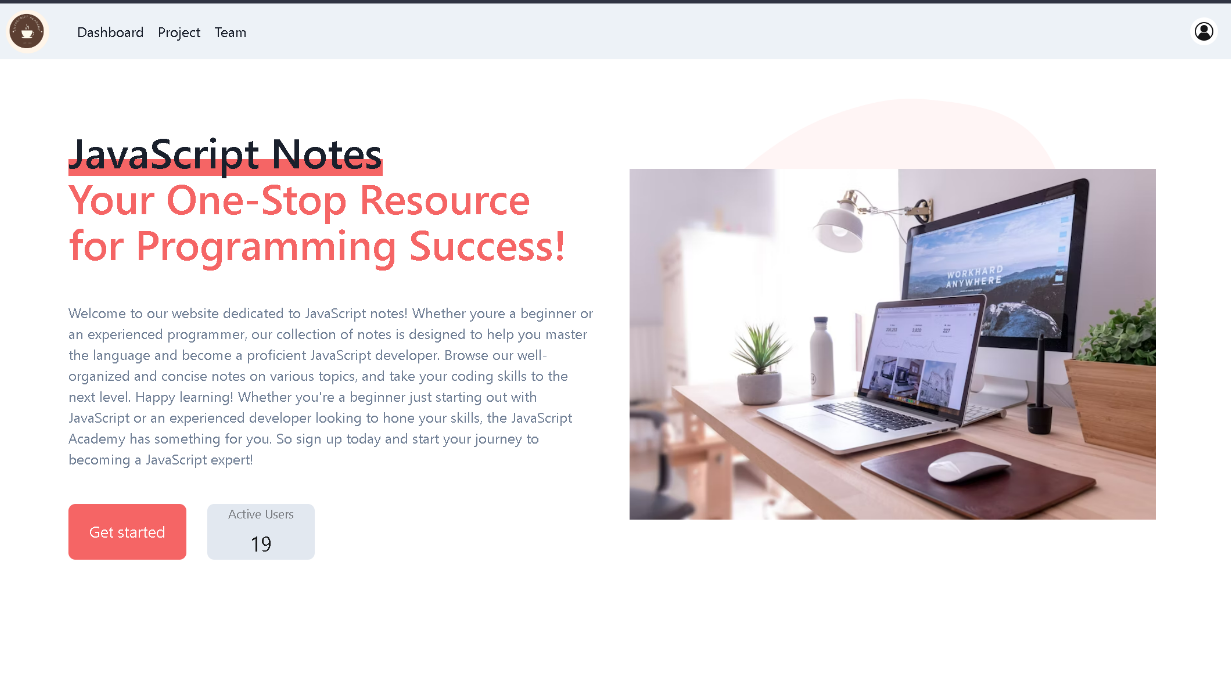 Dashboard Project Team
JavaScript Notes
Your One-Stop Resource
for Programming Success!
Welcome to our website dedicated to JavaScript notes! Whether youre a beginner or
an experienced programmer, our collection of notes is designed to help you master
the language and become a proficient JavaScript developer. Browse our well-
organized and concise notes on various topics, and take your coding skills to the
next level. Happy learning! Whether you're a beginner just starting out with
JavaScript or an experienced developer looking to hone your skills, the JavaScript
Academy has something for you. So sign up today and start your journey to
becoming a JavaScript expert!
Get started
Active Users
19
WORKHARD
ANYWHERE